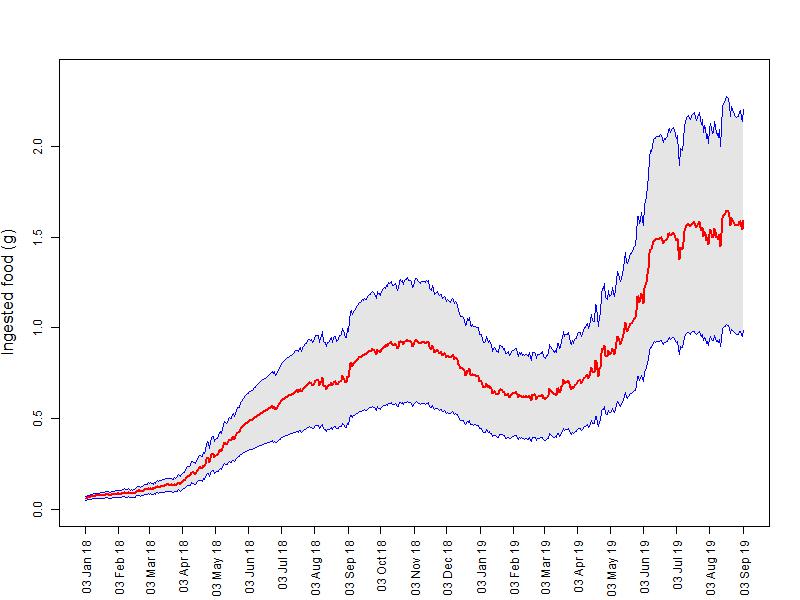 Ingested food (g)
2.0
1.5
1.0
0.5
0.0
03 Jan 18
03 Feb 18
03 Mar 18
03 Apr 18
03 May 18
03 Jun 18
03 Jul 18
03 Aug 18
03 Sep 18
03 Oct 18
03 Nov 18
03 Dec 18
03 Jan 19
03 Feb 19
03 Mar 19
03 Apr 19
03 May 19
03 Jun 19
03 Jul 19
03 Aug 19
03 Sep 19